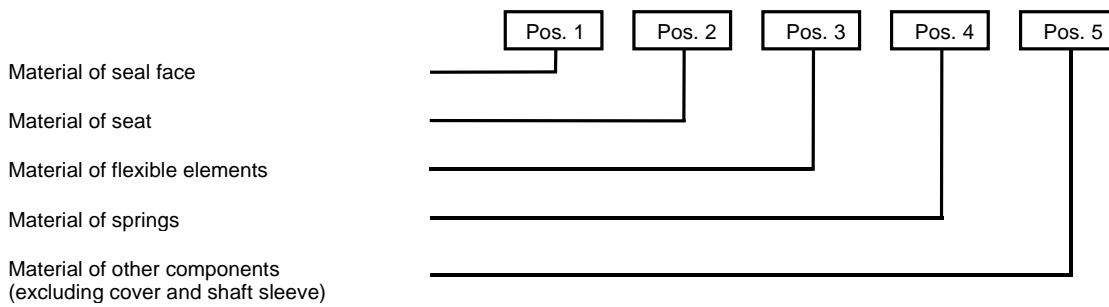 Pos. 1 Pos. 2 Pos. 3 Pos. 4 Pos. 5
Material of seal face
Material of seat
Material of flexible elements
Material of springs
Material of other components
(excluding cover and shaft sleeve)